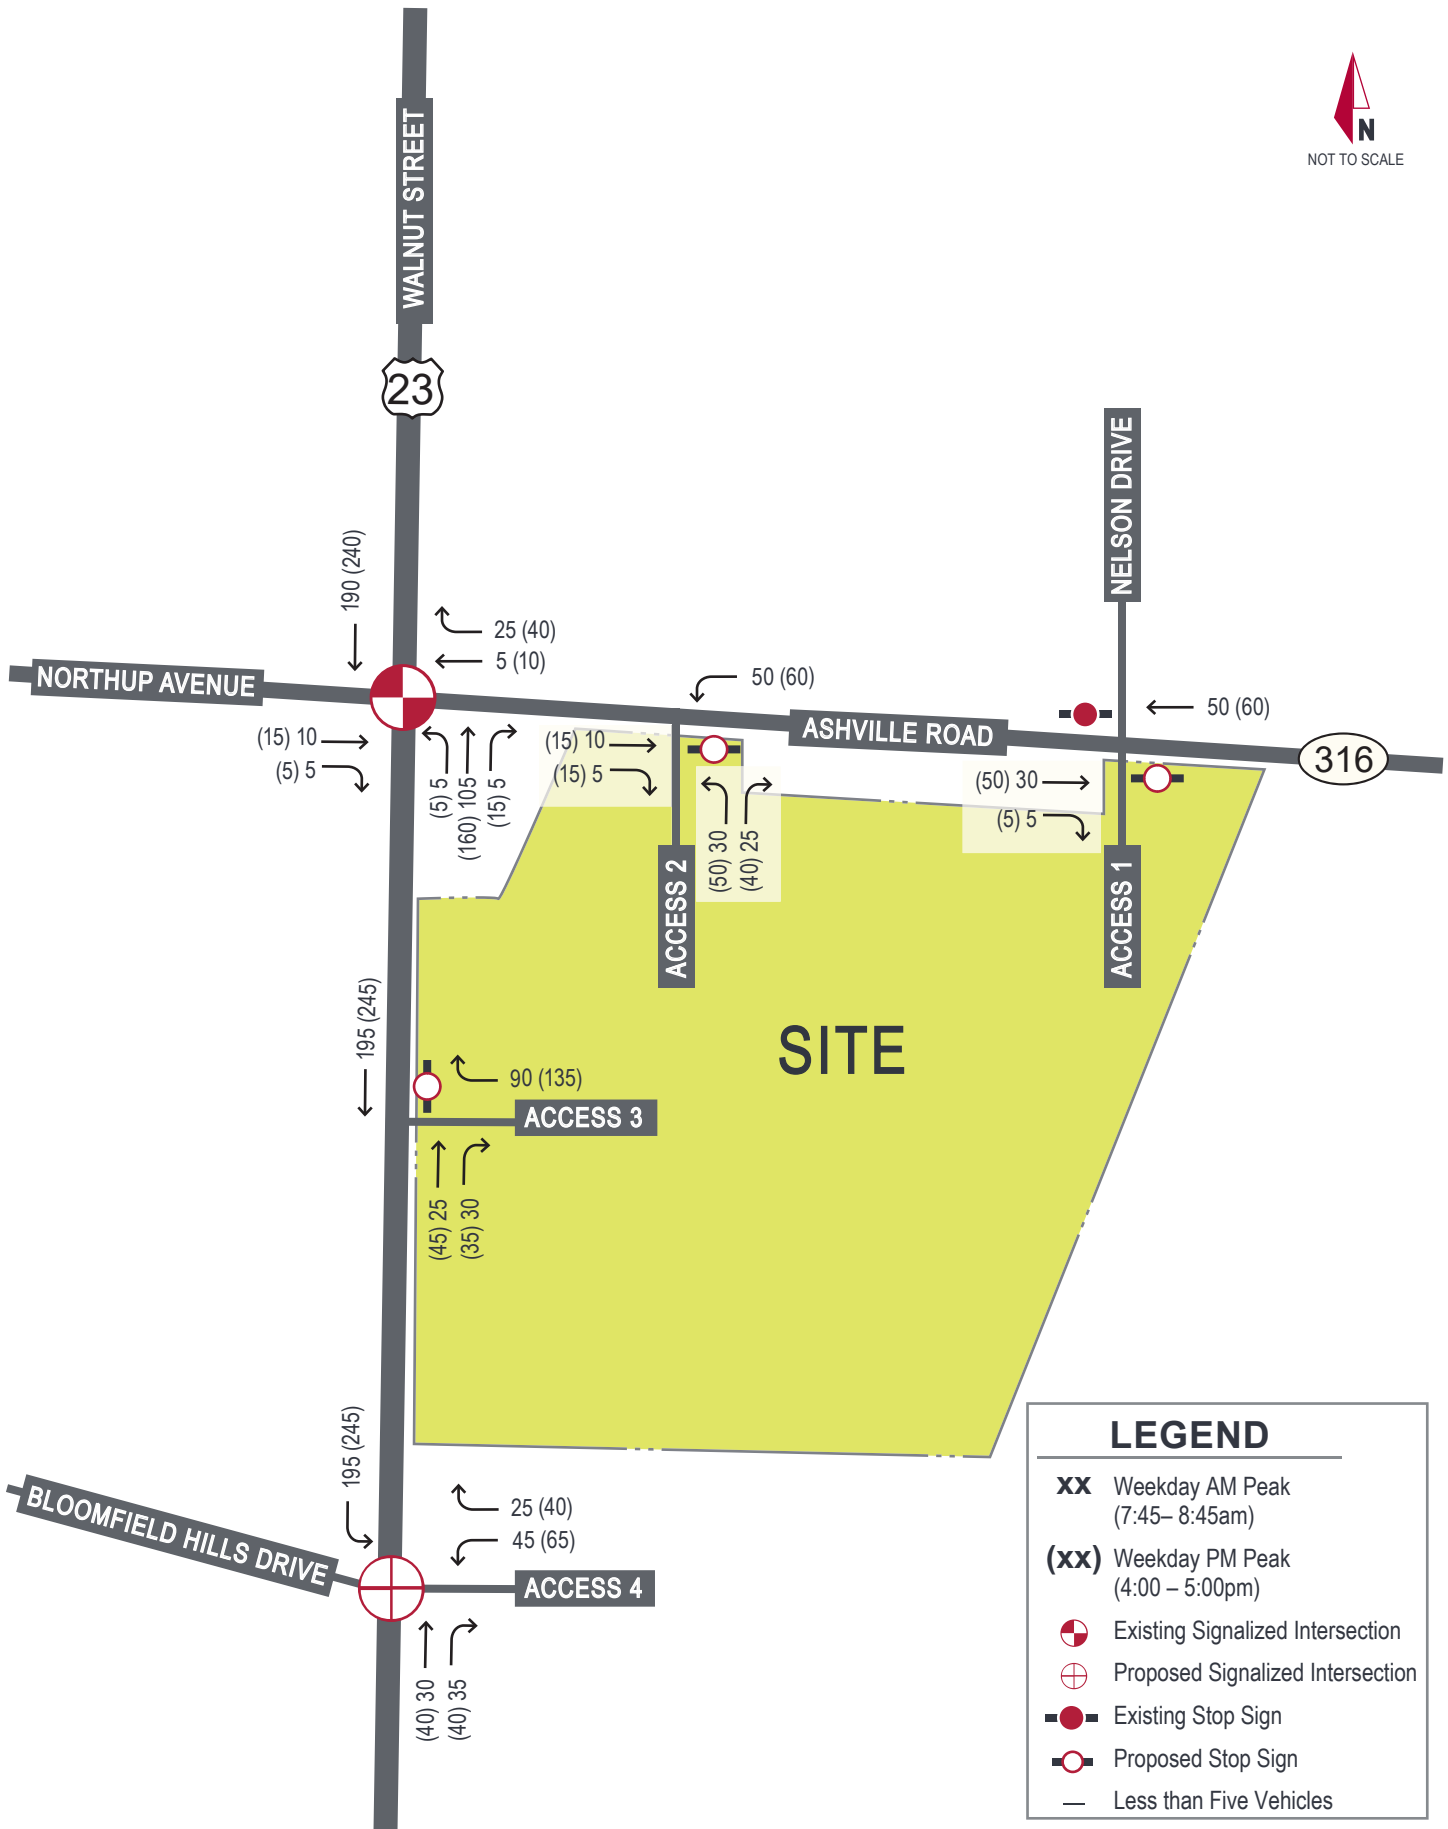 N
NOT TO SCALE
WALNUT STREET
23
NELSON DRIVE
190 (240)
25 (40)
5 (10)
NORTHUP AVENUE
50 (60)
50 (60)
ASHVILLE ROAD
316
(15) 10
(5) 5
(5) 5
(160) 105
(15) 5
(15) 10
(15) 5
(50) 30
(40) 25
(50) 30
(5) 5
ACCESS 2
ACCESS 1
195 (245)
SITE
90 (135)
ACCESS 3
(45) 25
(35) 30
195 (245)
25 (40)
45 (65)
BLOOMFIELD HILLS DRIVE
ACCESS 4
(40) 30
(40) 35
LEGEND
XX Weekday AM Peak
(7:45– 8:45am)
(XX) Weekday PM Peak
(4:00 – 5:00pm)
Existing Signalized Intersection
Proposed Signalized Intersection
Existing Stop Sign
Proposed Stop Sign
— Less than Five Vehicles